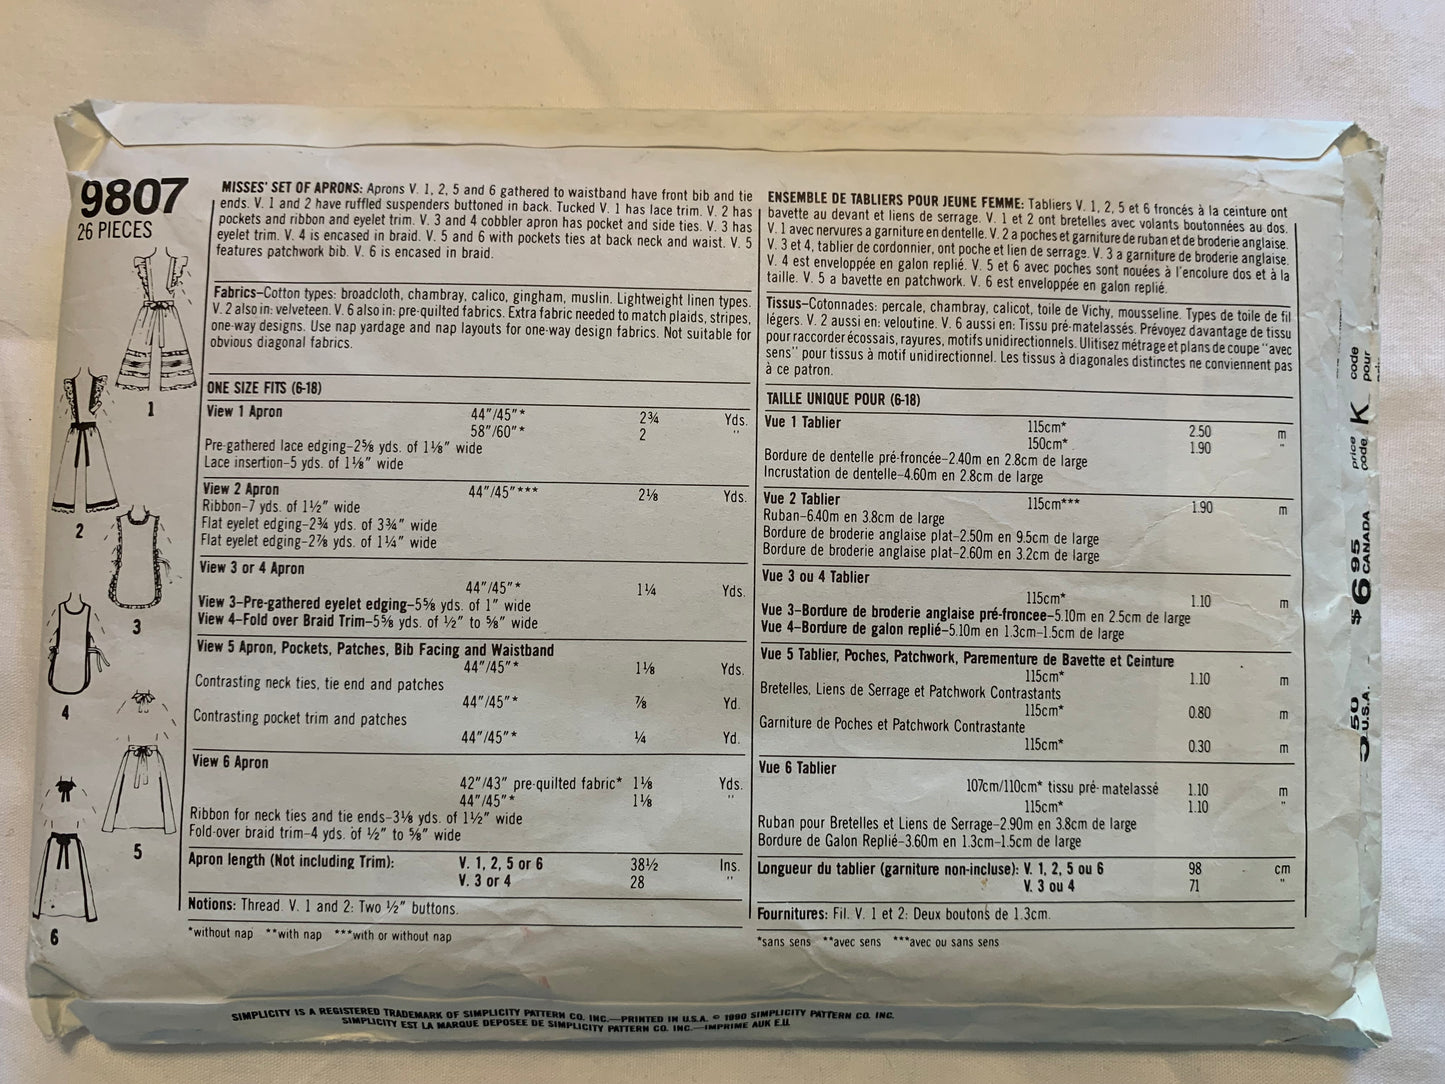 9807
26 PIECES
1
2
3
4
5
6
MISSES' SET OF APRONS: Aprons V. 1, 2, 5 and 6 gathered to waistband have front bib and tie
ends. V. 1 and 2 have ruffled suspenders buttoned in back. Tucked V. 1 has lace trim. V. 2 has
pockets and ribbon and eyelet trim. V. 3 and 4 cobbler apron has pocket and side ties. V. 3 has
eyelet trim. V. 4 is encased in braid. V. 5 and 6 with pockets ties at back neck and waist. V. 5
features patchwork bib. V. 6 is encased in braid.
Fabrics–Cotton types: broadcloth, chambray, calico, gingham, muslin. Lightweight linen types.
V. 2 also in: velveteen. V. 6 also in: pre-quilted fabrics. Extra fabric needed to match plaids, stripes,
one-way designs. Use nap yardage and nap layouts for one-way design fabrics. Not suitable for
obvious diagonal fabrics.
ONE SIZE FITS (6-18)
View 1 Apron 44"/45"* 2¾ Yds.
58"/60"* 2 "
Pre-gathered lace edging–2⅝ yds. of 1⅛" wide
Lace insertion–5 yds. of 1⅛" wide
View 2 Apron 44"/45"*** 2⅛ Yds.
Ribbon–7 yds. of 1½" wide
Flat eyelet edging–2¾ yds. of 3¾" wide
Flat eyelet edging–2⅞ yds. of 1¼" wide
View 3 or 4 Apron
44"/45"* 1¼ Yds.
View 3–Pre-gathered eyelet edging–5⅝ yds. of 1" wide
View 4–Fold over Braid Trim–5⅝ yds. of ½" to ⅝" wide
View 5 Apron, Pockets, Patches, Bib Facing and Waistband
44"/45"* 1⅛ Yds.
Contrasting neck ties, tie end and patches
44"/45"* ⅞ Yd.
Contrasting pocket trim and patches
44"/45"* ¼ Yd.
View 6 Apron
42"/43" pre-quilted fabric* 1⅛ Yds.
44"/45"* 1⅛ "
Ribbon for neck ties and tie ends–3⅛ yds. of 1½" wide
Fold-over braid trim–4 yds. of ½" to ⅝" wide
Apron length (Not including Trim): V. 1, 2, 5 or 6 38½ Ins.
V. 3 or 4 28 "
Notions: Thread. V. 1 and 2: Two ½" buttons.
*without nap **with nap ***with or without nap
ENSEMBLE DE TABLIERS POUR JEUNE FEMME: Tabliers V. 1, 2, 5 et 6 froncés à la ceinture ont
bavette au devant et liens de serrage. V. 1 et 2 ont bretelles avec volants boutonnées au dos.
V. 1 avec nervures a garniture en dentelle. V. 2 a poches et garniture de ruban et de broderie anglaise.
V. 3 et 4, tablier de cordonnier, ont poche et lien de serrage. V. 3 a garniture de broderie anglaise.
V. 4 est enveloppée en galon replié. V. 5 et 6 avec poches sont nouées à l'encolure dos et à la
taille. V. 5 a bavette en patchwork. V. 6 est enveloppée en galon replié.
Tissus–Cotonnades: percale, chambray, calicot, toile de Vichy, mousseline. Types de toile de fil
légers. V. 2 aussi en: veloutine. V. 6 aussi en: Tissu pré-matelassés. Prévoyez davantage de tissu
pour raccorder écossais, rayures, motifs unidirectionnels. Ulitisez métrage et plans de coupe "avec
sens" pour tissus à motif unidirectionnel. Les tissus à diagonales distinctes ne conviennent pas
à ce patron.
TAILLE UNIQUE POUR (6-18)
Vue 1 Tablier 115cm* 2.50 m
150cm* 1.90 "
Bordure de dentelle pré-froncée–2.40m en 2.8cm de large
Incrustation de dentelle–4.60m en 2.8cm de large
Vue 2 Tablier 115cm*** 1.90 m
Ruban–6.40m en 3.8cm de large
Bordure de broderie anglaise plat–2.50m en 9.5cm de large
Bordure de broderie anglaise plat–2.60m en 3.2cm de large
Vue 3 ou 4 Tablier
115cm* 1.10 m
Vue 3–Bordure de broderie anglaise pré-froncee–5.10m en 2.5cm de large
Vue 4–Bordure de galon replié–5.10m en 1.3cm-1.5cm de large
Vue 5 Tablier, Poches, Patchwork, Parementure de Bavette et Ceinture
115cm* 1.10 m
Bretelles, Liens de Serrage et Patchwork Contrastants
115cm* 0.80 m
Garniture de Poches et Patchwork Contrastante
115cm* 0.30 m
Vue 6 Tablier
107cm/110cm* tissu pré-matelassé 1.10 m
115cm* 1.10 "
Ruban pour Bretelles et Liens de Serrage–2.90m en 3.8cm de large
Bordure de Galon Replié–3.60m en 1.3cm-1.5cm de large
Longueur du tablier (garniture non-incluse): V. 1, 2, 5 ou 6 98 cm
V. 3 ou 4 71 "
Fournitures: Fil. V. 1 et 2: Deux boutons de 1.3cm.
*sans sens **avec sens ***avec ou sans sens
code
pour
price
code K
$695
CANADA
50
U.S.A.
SIMPLICITY IS A REGISTERED TRADEMARK OF SIMPLICITY PATTERN CO. INC.—PRINTED IN U.S.A. © 1990 SIMPLICITY PATTERN CO. INC.
SIMPLICITY EST LA MARQUE DEPOSEE DE SIMPLICITY PATTERN CO. INC.—IMPRIME AUX E.U.